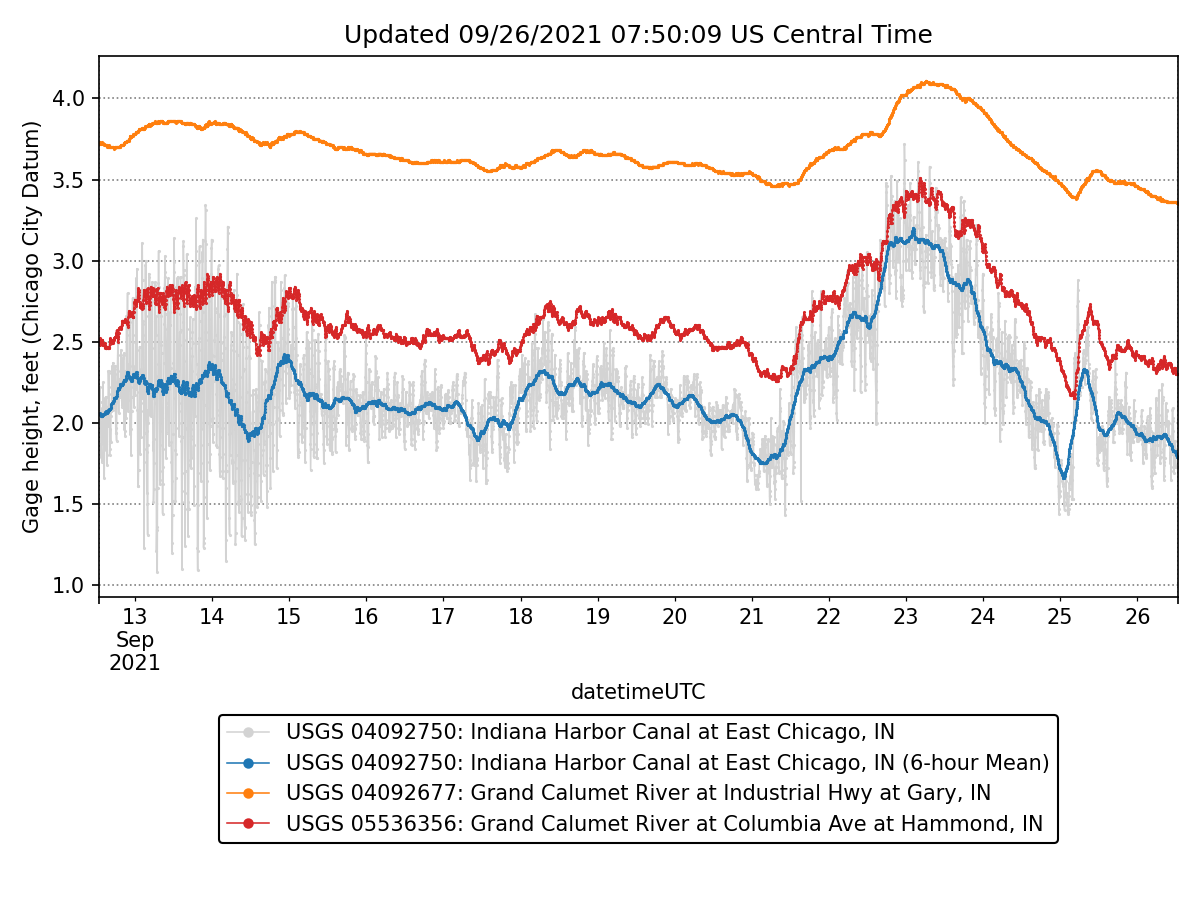 Updated 09/26/2021 07:50:09 US Central Time
Gage height, feet (Chicago City Datum)
4.0
3.5
3.0
2.5
2.0
1.5
1.0
13 14 15 16 17 18 19 20 21 22 23 24 25 26
Sep
2021
datetimeUTC
USGS 04092750: Indiana Harbor Canal at East Chicago, IN
USGS 04092750: Indiana Harbor Canal at East Chicago, IN (6-hour Mean)
USGS 04092677: Grand Calumet River at Industrial Hwy at Gary, IN
USGS 05536356: Grand Calumet River at Columbia Ave at Hammond, IN